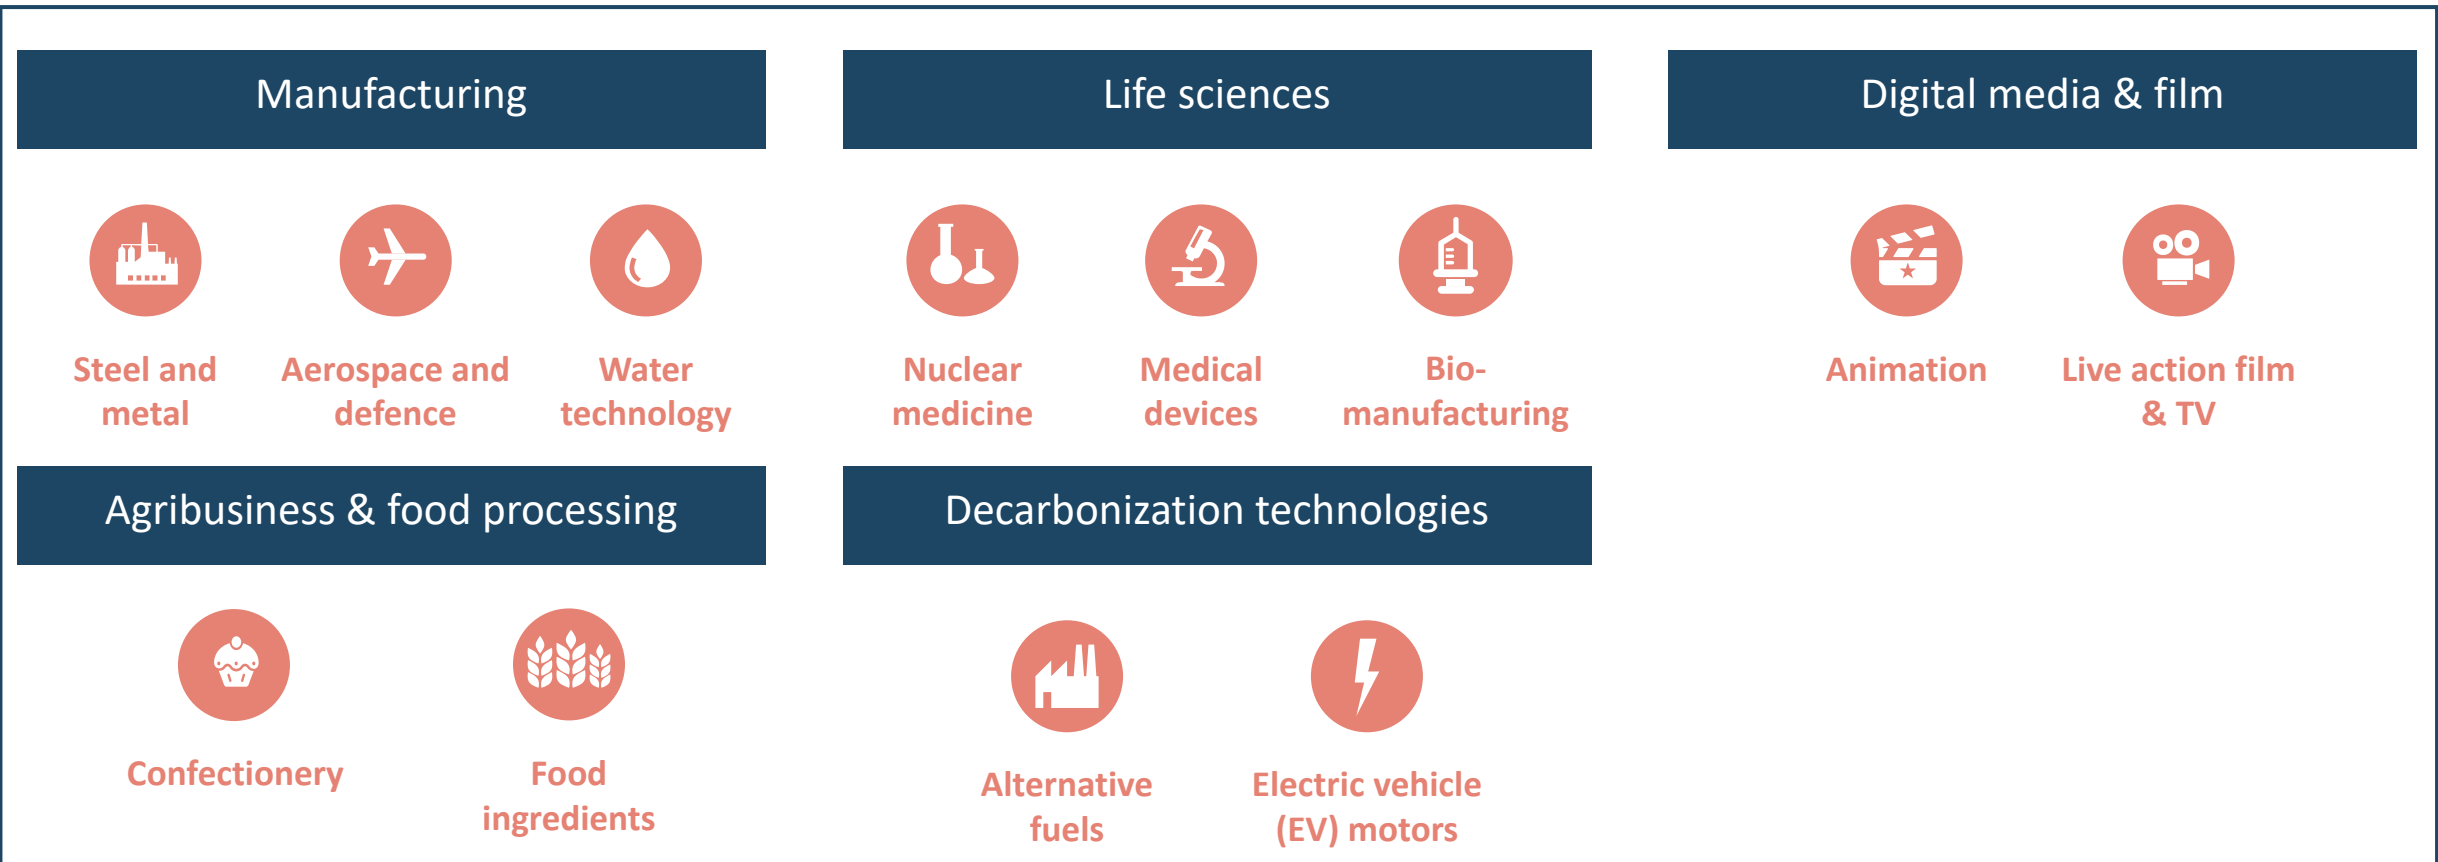 Manufacturing
Steel and
metal
Aerospace and
defence
Water
technology
Life sciences
Nuclear
medicine
Medical
devices
Bio-
manufacturing
Digital media & film
Animation
Live action film
& TV
Agribusiness & food processing
Confectionery
Food
ingredients
Decarbonization technologies
Alternative
fuels
Electric vehicle
(EV) motors